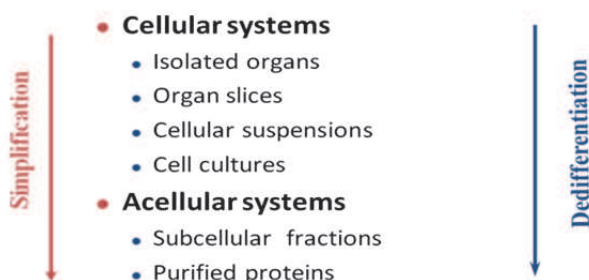 Cellular systems
Isolated organs
Organ slices
Cellular suspensions
Cell cultures
Acellular systems
Subcellular fractions
Purified proteins
Simplification
Dedifferentiation